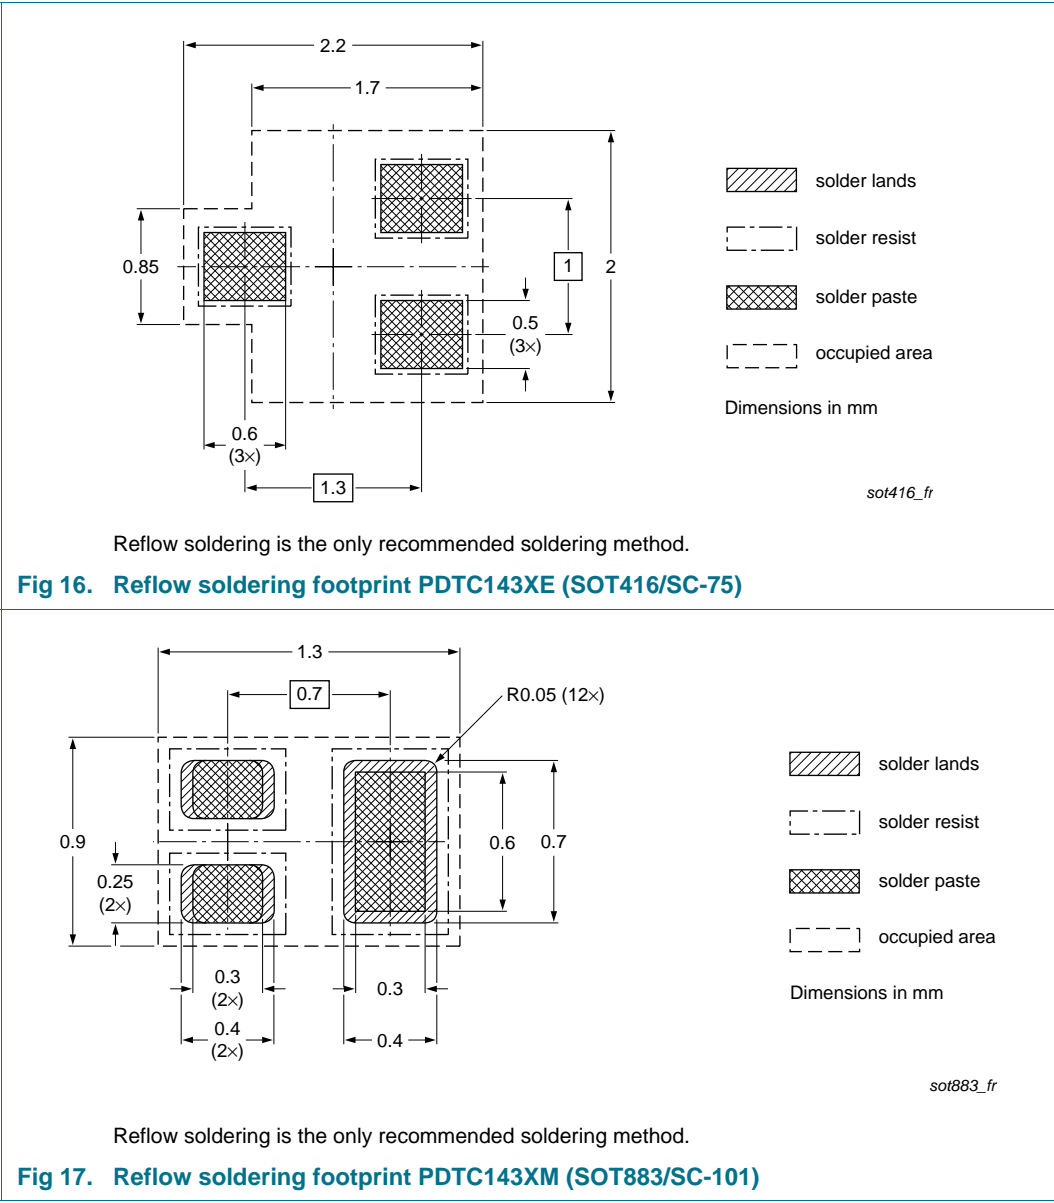 2.2
1.7
0.85
1
2
0.5
(3×)
0.6
(3×)
1.3
solder lands
solder resist
solder paste
occupied area
Dimensions in mm
sot416_fr
Reflow soldering is the only recommended soldering method.
Fig 16. Reflow soldering footprint PDTC143XE (SOT416/SC-75)
1.3
0.7
R0.05 (12×)
0.9
0.25
(2×)
0.6
0.7
0.3
(2×)
0.3
0.4
(2×)
0.4
solder lands
solder resist
solder paste
occupied area
Dimensions in mm
sot883_fr
Reflow soldering is the only recommended soldering method.
Fig 17. Reflow soldering footprint PDTC143XM (SOT883/SC-101)